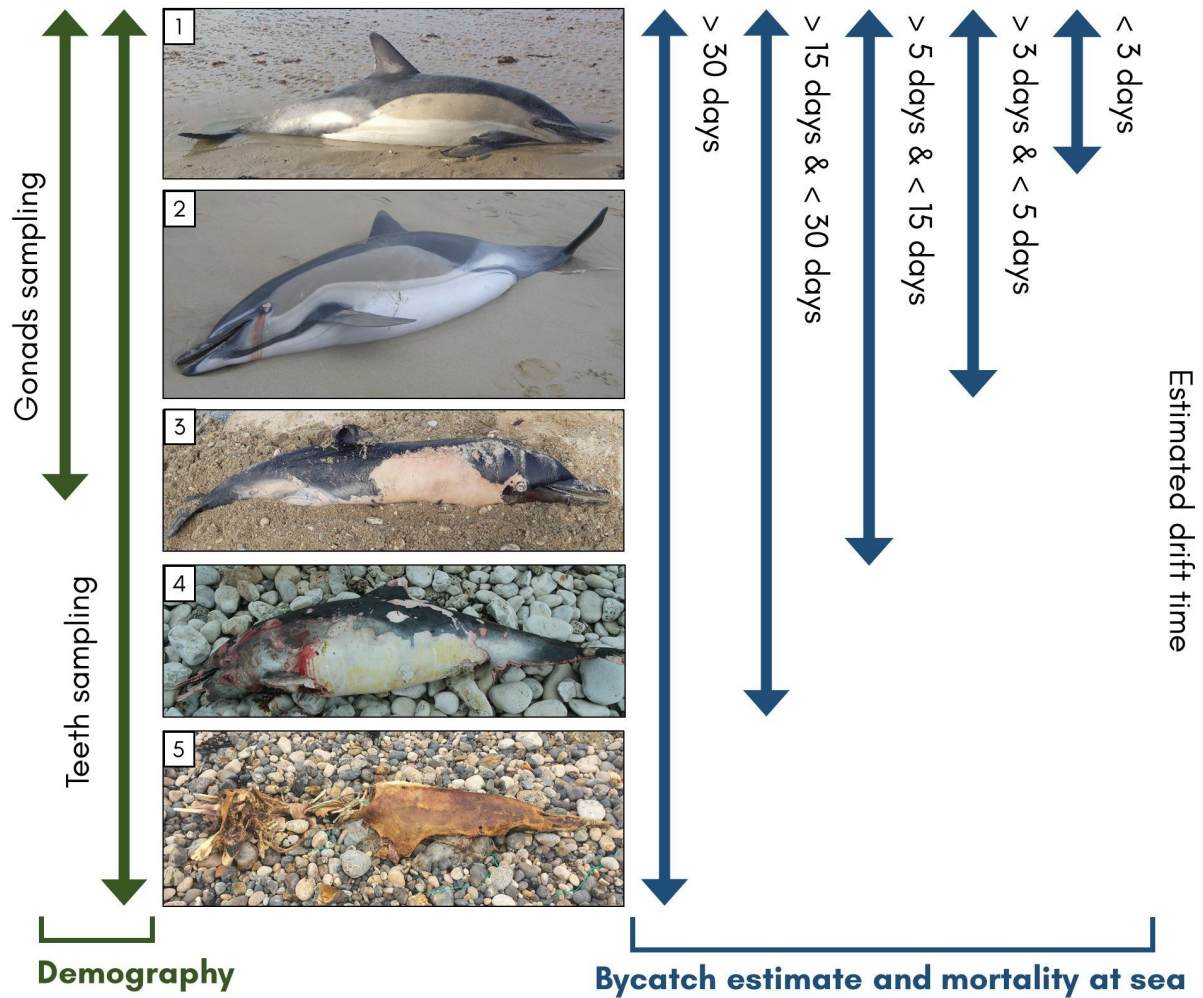 1
2
3
4
5
Gonads sampling
Teeth sampling
Demography
> 30 days
> 15 days & < 30 days
> 5 days & < 15 days
> 3 days & < 5 days
< 3 days
Estimated drift time
Bycatch estimate and mortality at sea